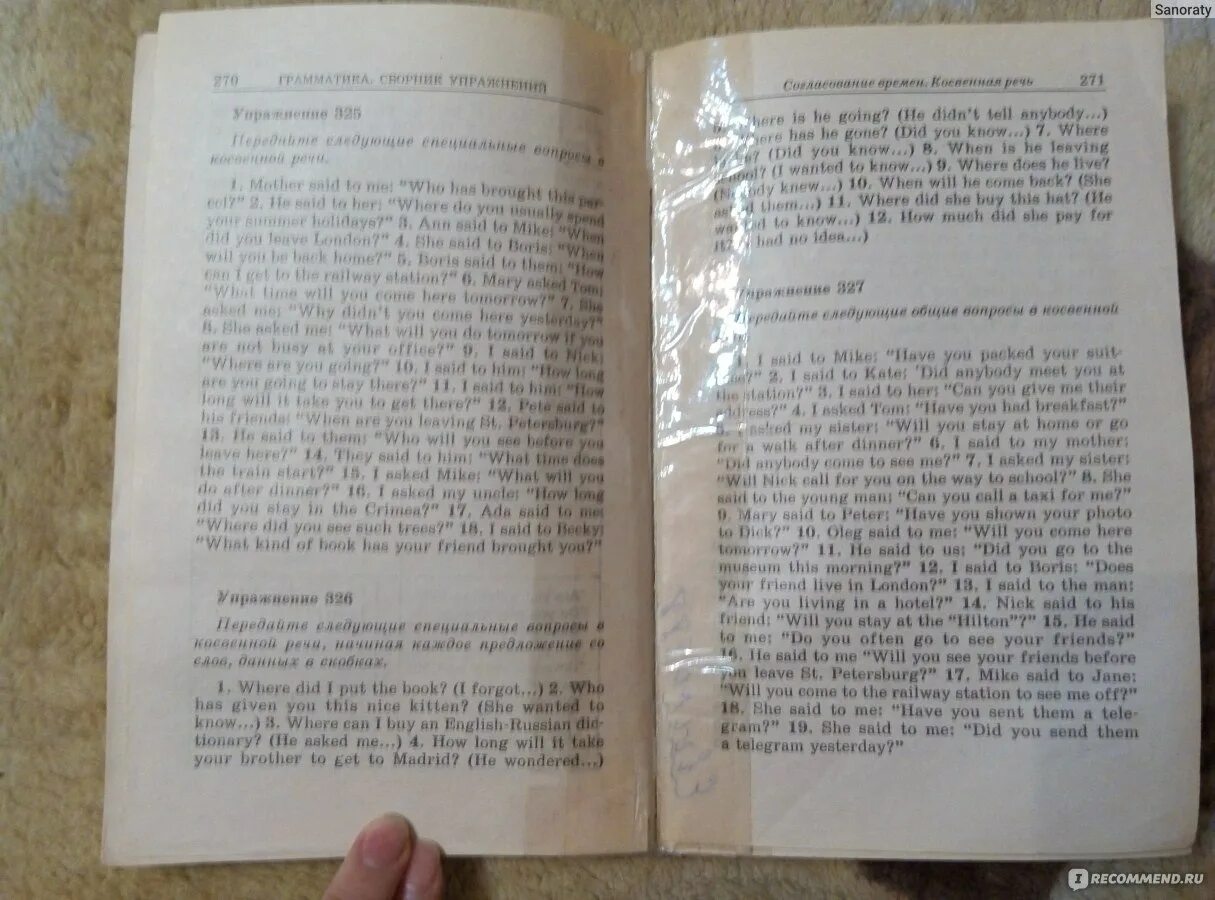 Sanoraty
270 ГРАММАТИКА. СБОРНИК УПРАЖНЕНИЙ
Упражнение 325
Передайте следующие специальные вопросы в
косвенной речи.
1. Mother said to me: “Who has brought this par-
cel?” 2. He said to her: “Where do you usually spend
your summer holidays?” 3. Ann said to Mike: “When
did you leave London?” 4. She said to Boris: “When
will you be back home?” 5. Boris said to them: “How
can I get to the railway station?” 6. Mary asked Tom:
“What time will you come here tomorrow?” 7. She
asked me: “Why didn’t you come here yesterday?”
8. She asked me: “What will you do tomorrow if you
are not busy at your office?” 9. I said to Nick:
“Where are you going?” 10. I said to him: “How long
are you going to stay there?” 11. I said to him: “How
long will it take you to get there?” 12. Pete said to
his friends: “When are you leaving St. Petersburg?”
13. He said to them: “Who will you see before you
leave here?” 14. They said to him: “What time does
the train start?” 15. I asked Mike: “What will you
do after dinner?” 16. I asked my uncle: “How long
did you stay in the Crimea?” 17. Ada said to me:
“Where did you see such trees?” 18. I said to Becky:
“What kind of book has your friend brought you?”
Упражнение 326
Передайте следующие специальные вопросы в
косвенной речи, начиная каждое предложение со
слов, данных в скобках.
1. Where did I put the book? (I forgot...) 2. Who
has given you this nice kitten? (She wanted to
know...) 3. Where can I buy an English-Russian dic-
tionary? (He asked me...) 4. How long will it take
your brother to get to Madrid? (He wondered...)
Согласование времен. Косвенная речь 271
is he going? (He didn’t tell anybody...)
has he gone? (Did you know...) 7. Where
(Did you know...) 8. When is he leaving
(I wanted to know...) 9. Where does he live?
knew...) 10. When will he come back? (She
them...) 11. Where did she buy this hat? (He
to know...) 12. How much did she pay for
had no idea...)
Упражнение 327
Передайте следующие общие вопросы в косвенной
1. I said to Mike: “Have you packed your suit-
2. I said to Kate: ‘Did anybody meet you at
the station?” 3. I said to her: “Can you give me their
address?” 4. I asked Tom: “Have you had breakfast?”
asked my sister: “Will you stay at home or go
for a walk after dinner?” 6. I said to my mother:
“Did anybody come to see me?” 7. I asked my sister:
“Will Nick call for you on the way to school?” 8. She
said to the young man: “Can you call a taxi for me?”
9. Mary said to Peter: “Have you shown your photo
to Dick?” 10. Oleg said to me: “Will you come here
tomorrow?” 11. He said to us: “Did you go to the
museum this morning?” 12. I said to Boris: “Does
your friend live in London?” 13. I said to the man:
“Are you living in a hotel?” 14. Nick said to his
friend: “Will you stay at the “Hilton”?” 15. He said
to me: “Do you often go to see your friends?”
16. He said to me “Will you see your friends before
you leave St. Petersburg?” 17. Mike said to Jane:
“Will you come to the railway station to see me off?”
18. She said to me: “Have you sent them a tele-
gram?” 19. She said to me: “Did you send them
a telegram yesterday?”
IRECOMMEND.RU